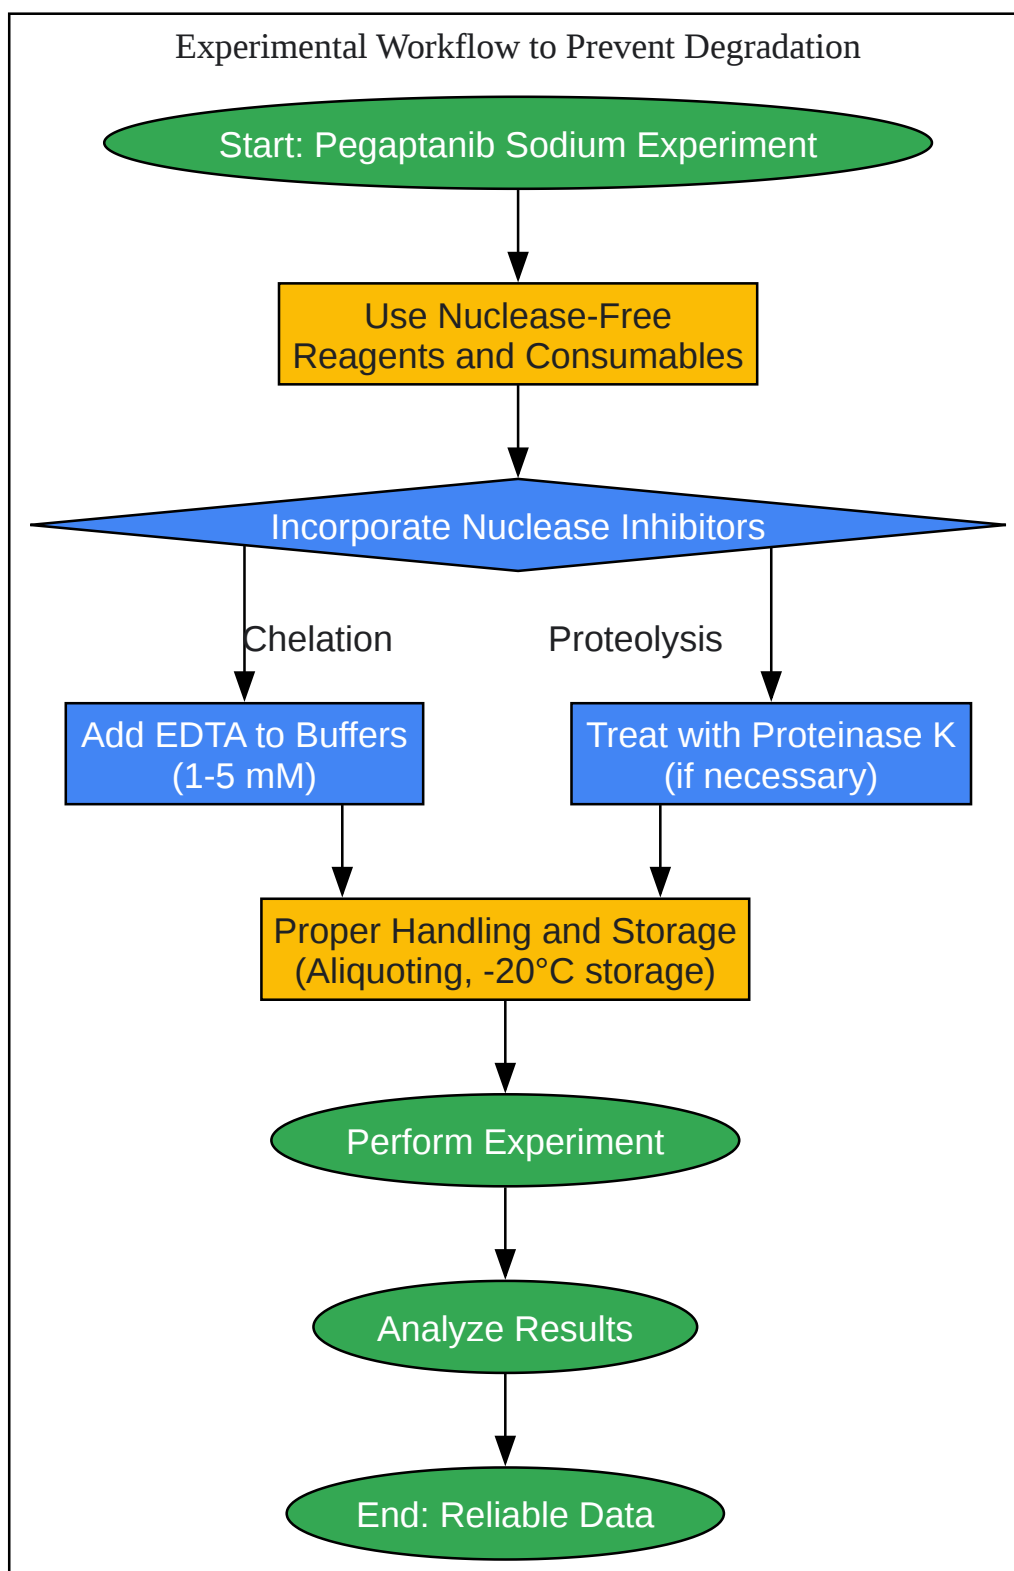 Experimental Workflow to Prevent Degradation
Start: Pegaptanib Sodium Experiment
Use Nuclease-Free
Reagents and Consumables
Incorporate Nuclease Inhibitors
Chelation
Proteolysis
Add EDTA to Buffers
(1-5 mM)
Treat with Proteinase K
(if necessary)
Proper Handling and Storage
(Aliquoting, -20°C storage)
Perform Experiment
Analyze Results
End: Reliable Data